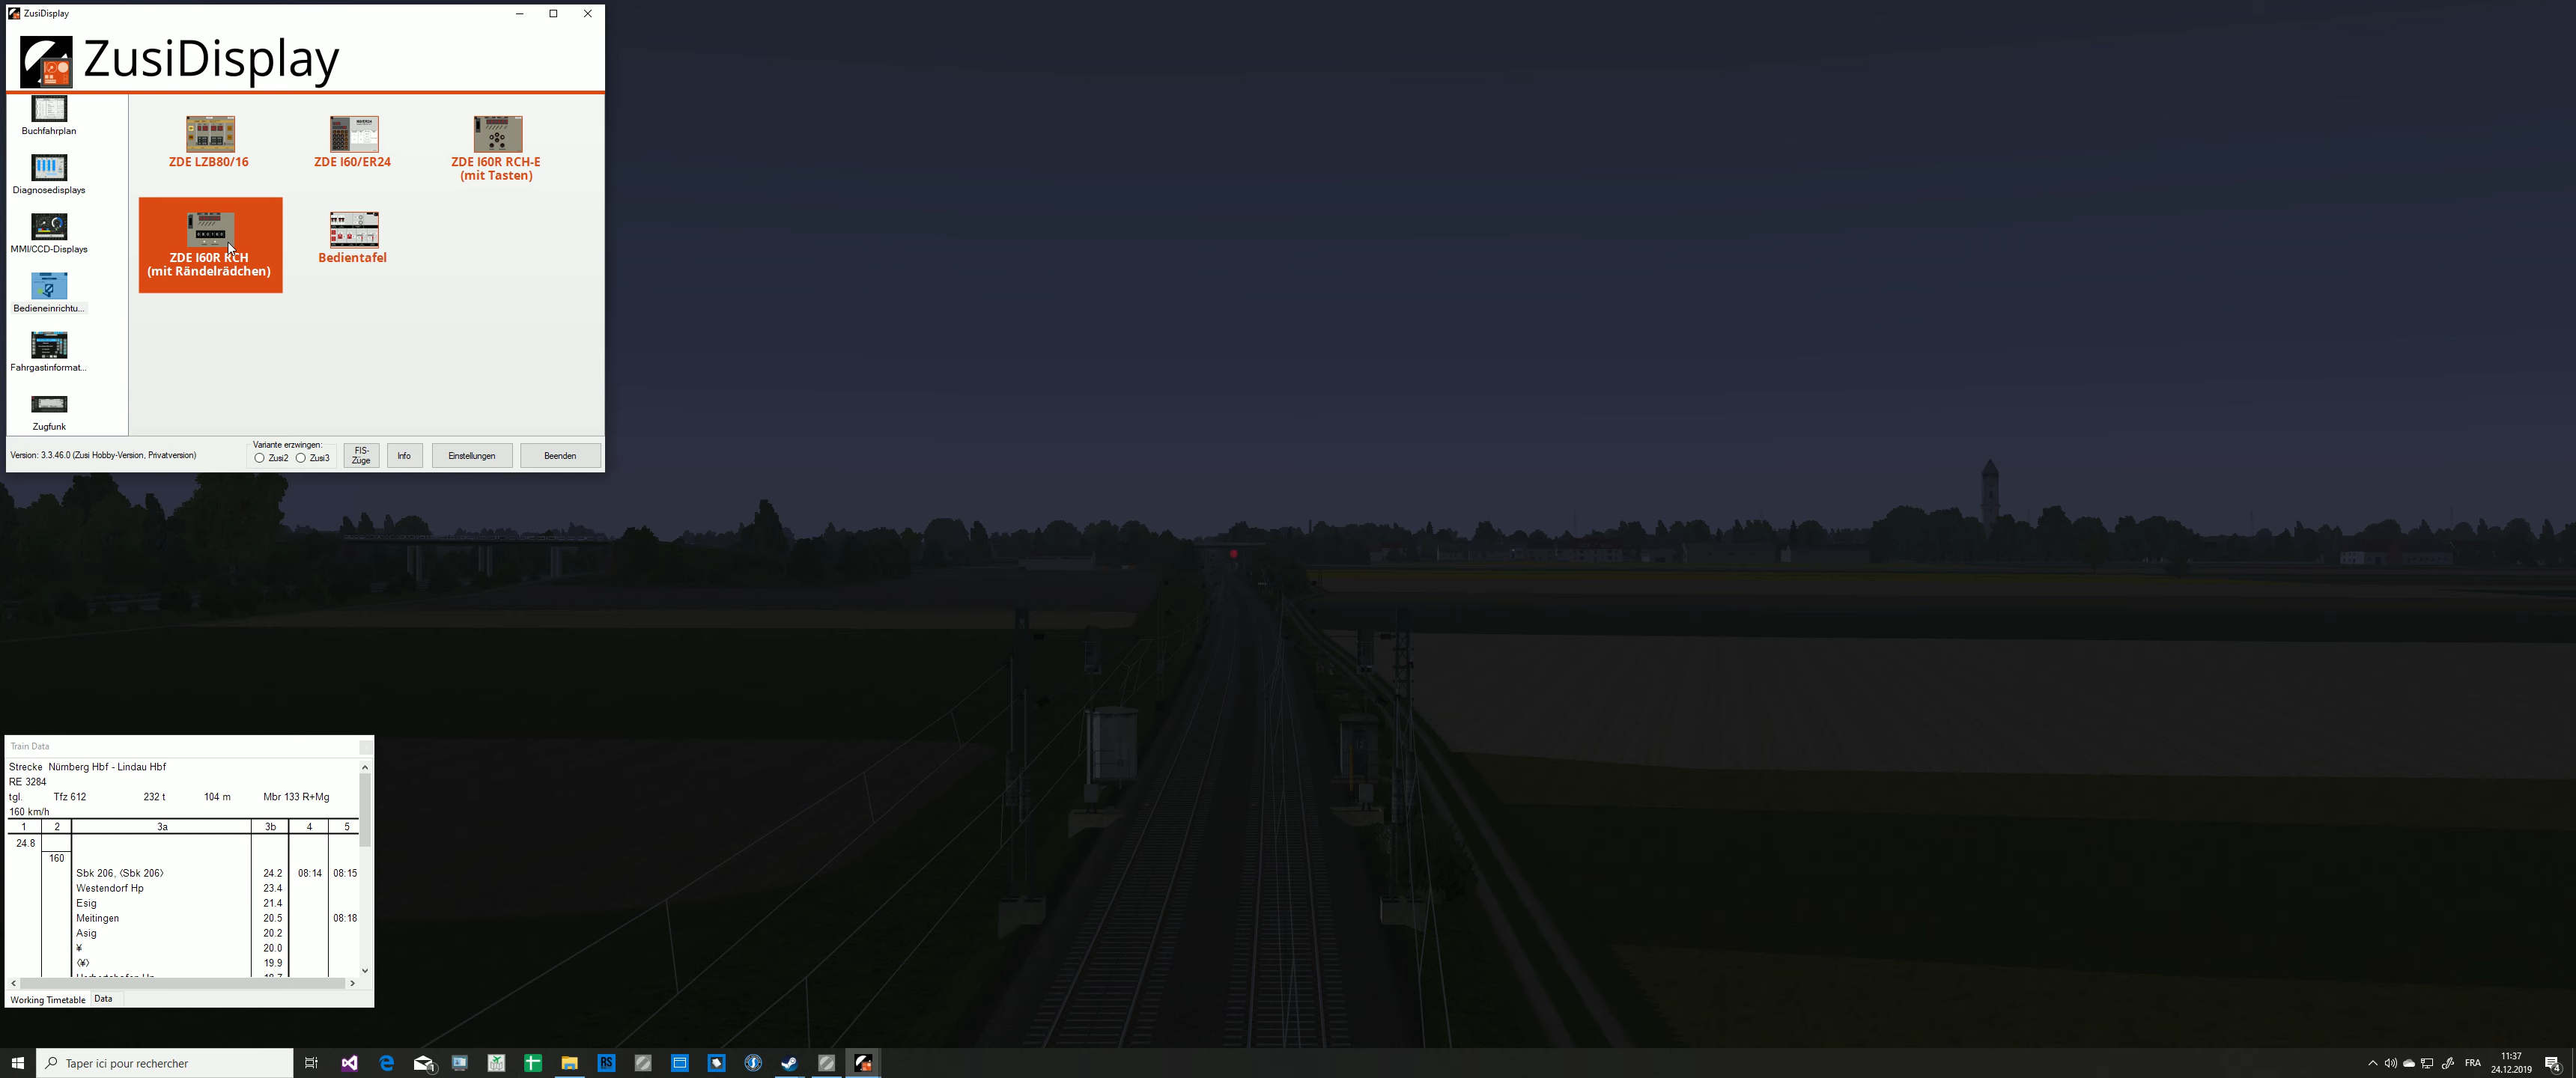 ZusiDisplay
ZusiDisplay
Buchfahrplan
Diagnosedisplays
MMI/CCD-Displays
Bedieneinrichtu...
Fahrgastinformat...
Zugfunk
ZDE LZB80/16
ZDE I60/ER24
ZDE I60R RCH-E
(mit Tasten)
ZDE I60R RCH
(mit Rändelrädchen)
Bedientafel
Version: 3.3.46.0 (Zusi Hobby-Version, Privatversion)
Variante erzwingen:
Zusi2 Zusi3
FIS-
Züge
Info
Einstellungen
Beenden
Train Data
Strecke Nürnberg Hbf - Lindau Hbf
RE 3284
tgl. Tfz 612 232 t 104 m Mbr 133 R+Mg
160 km/h
1 2 3a 3b 4 5
24.8
160
Sbk 206, 〈Sbk 206〉 24.2 08:14 08:15
Westendorf Hp 23.4
Esig 21.4
Meitingen 20.5 08:18
Asig 20.2
¥ 20.0
〈¥〉 19.9
Working Timetable Data
Taper ici pour rechercher
1
RS
FRA
11:37
24.12.2019
4